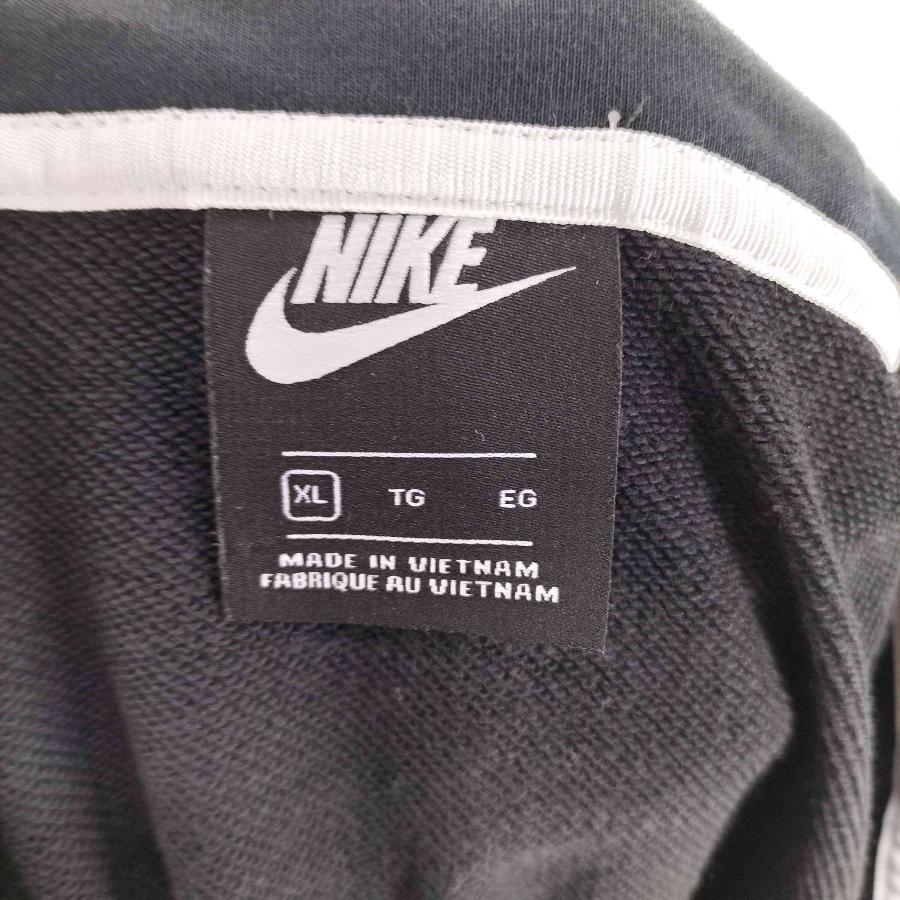 NIKE
XL TG EG
MADE IN VIETNAM
FABRIQUE AU VIETNAM